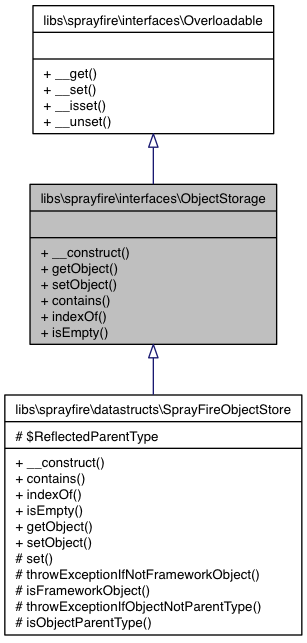 libs\sprayfire\interfaces\Overloadable
+ __get()
+ __set()
+ __isset()
+ __unset()
libs\sprayfire\interfaces\ObjectStorage
+ __construct()
+ getObject()
+ setObject()
+ contains()
+ indexOf()
+ isEmpty()
libs\sprayfire\datastructs\SprayFireObjectStore
# $ReflectedParentType
+ __construct()
+ contains()
+ indexOf()
+ isEmpty()
+ getObject()
+ setObject()
# set()
# throwExceptionIfNotFrameworkObject()
# isFrameworkObject()
# throwExceptionIfObjectNotParentType()
# isObjectParentType()